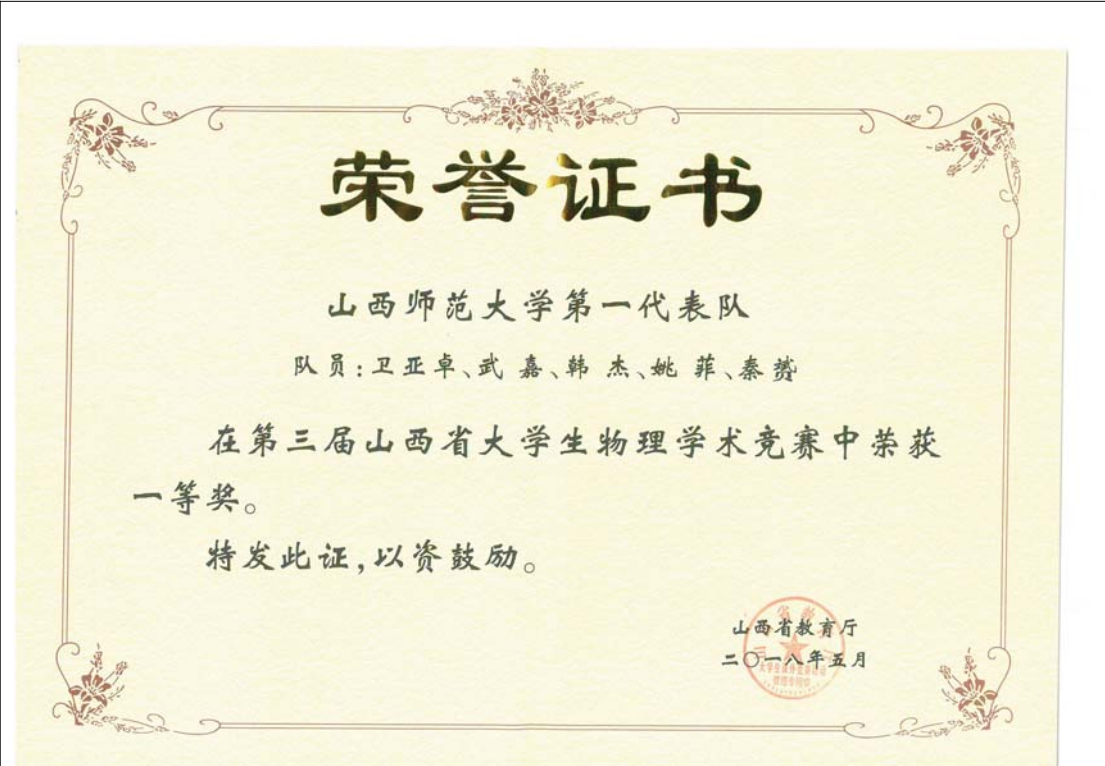 荣誉证书
山西师范大学第一代表队
队员:卫亚卓、武 嘉、韩 杰、姚 菲、秦赟
在第三届山西省大学生物理学术竞赛中荣获
一等奖。
特发此证,以资鼓励。
山西省教育厅
二〇一八年五月